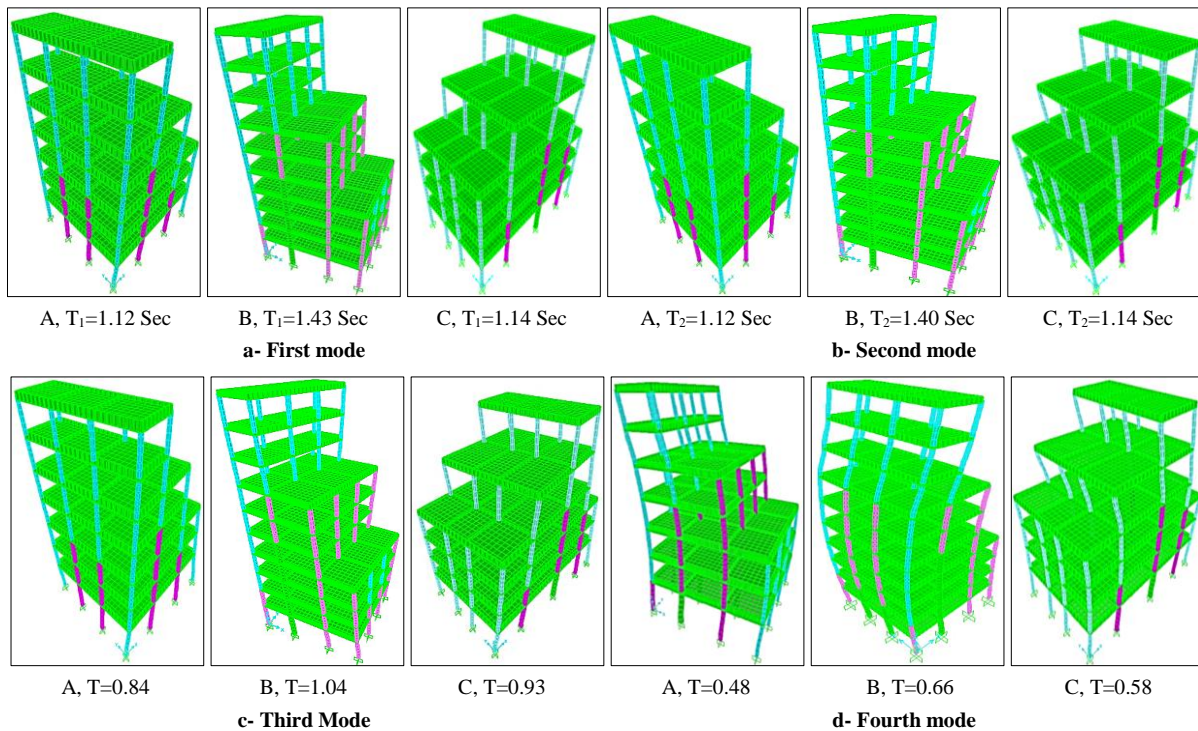 A, T₁=1.12 Sec B, T₁=1.43 Sec C, T₁=1.14 Sec A, T₂=1.12 Sec B, T₂=1.40 Sec C, T₂=1.14 Sec
a- First mode b- Second mode
A, T=0.84 B, T=1.04 C, T=0.93 A, T=0.48 B, T=0.66 C, T=0.58
c- Third Mode d- Fourth mode